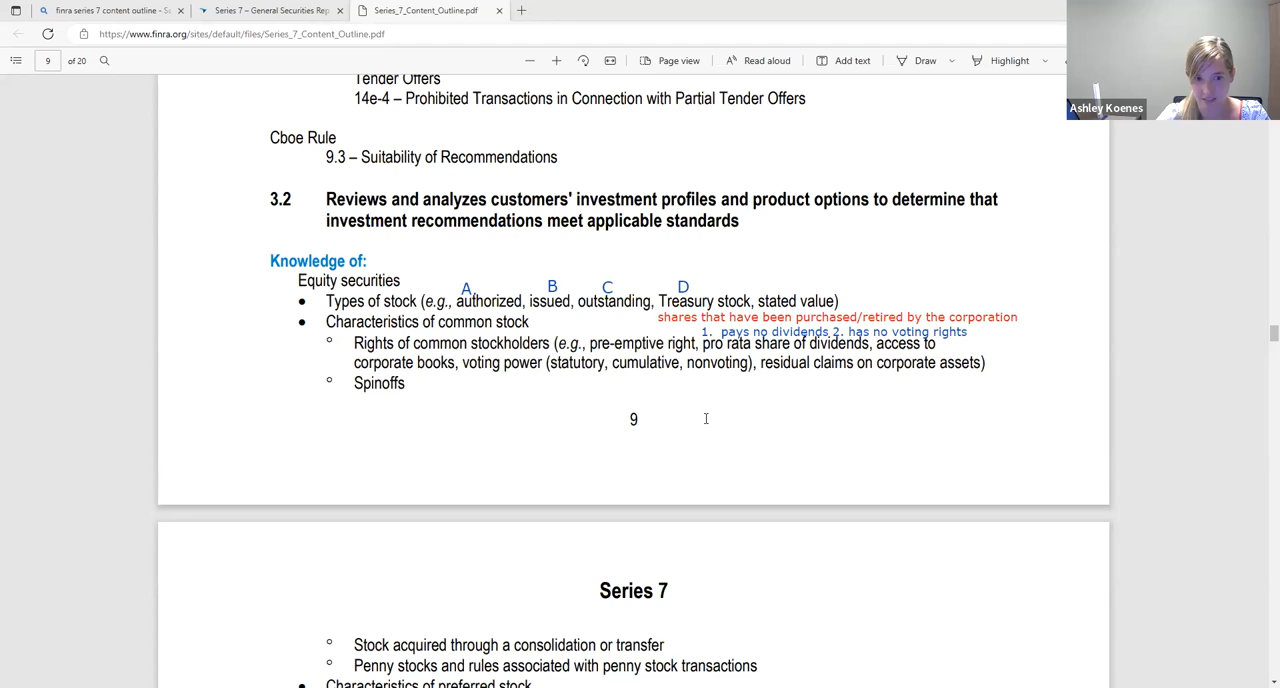 finra series 7 content outline - S
Series 7 – General Securities Rep
Series_7_Content_Outline.pdf
https://www.finra.org/sites/default/files/Series_7_Content_Outline.pdf
9 of 20
Page view
Read aloud
Add text
Draw
Highlight
Ashley Koenes
Tender Offers
14e-4 – Prohibited Transactions in Connection with Partial Tender Offers
Cboe Rule
9.3 – Suitability of Recommendations
3.2 Reviews and analyzes customers' investment profiles and product options to determine that
investment recommendations meet applicable standards
Knowledge of:
Equity securities
A. B C D
• Types of stock (e.g., authorized, issued, outstanding, Treasury stock, stated value)
shares that have been purchased/retired by the corporation
• Characteristics of common stock
1. pays no dividends 2. has no voting rights
° Rights of common stockholders (e.g., pre-emptive right, pro rata share of dividends, access to
corporate books, voting power (statutory, cumulative, nonvoting), residual claims on corporate assets)
° Spinoffs
9
Series 7
° Stock acquired through a consolidation or transfer
° Penny stocks and rules associated with penny stock transactions
• Characteristics of preferred stock